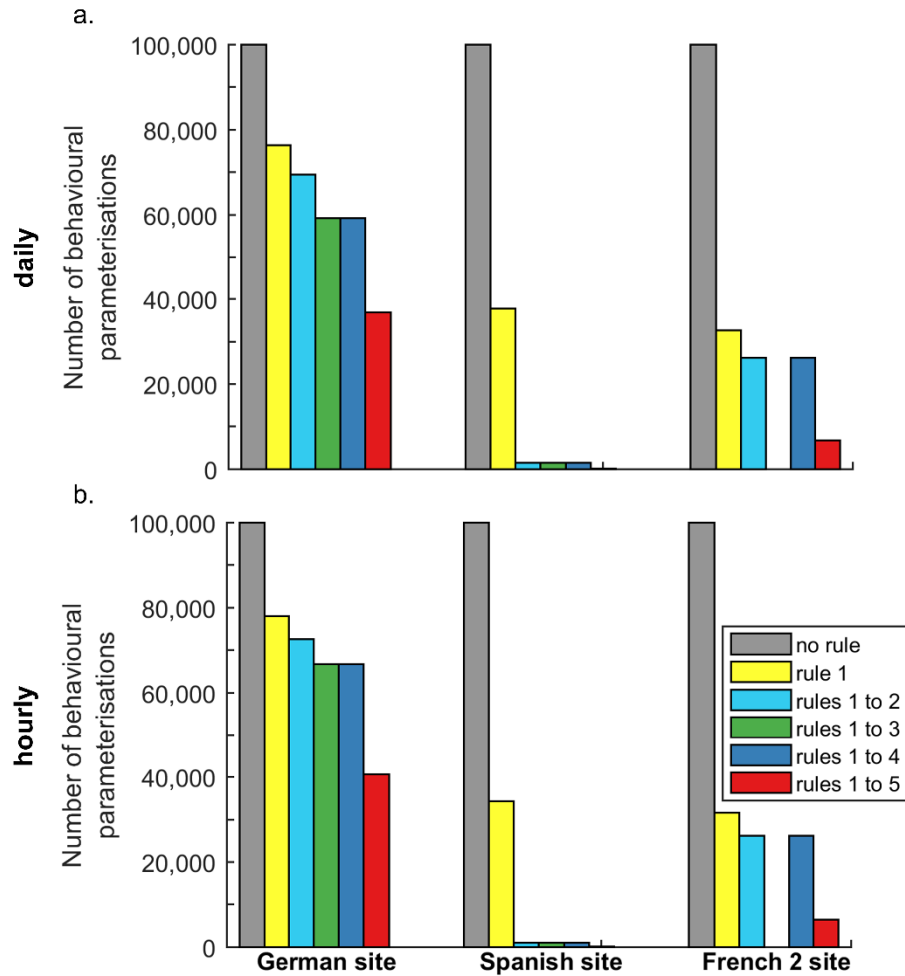 a.
100,000
80,000
60,000
40,000
20,000
0
Number of behavioural
parameterisations
daily
b.
100,000
80,000
60,000
40,000
20,000
0
Number of behavioural
parameterisations
hourly
no rule
rule 1
rules 1 to 2
rules 1 to 3
rules 1 to 4
rules 1 to 5
German site
Spanish site
French 2 site